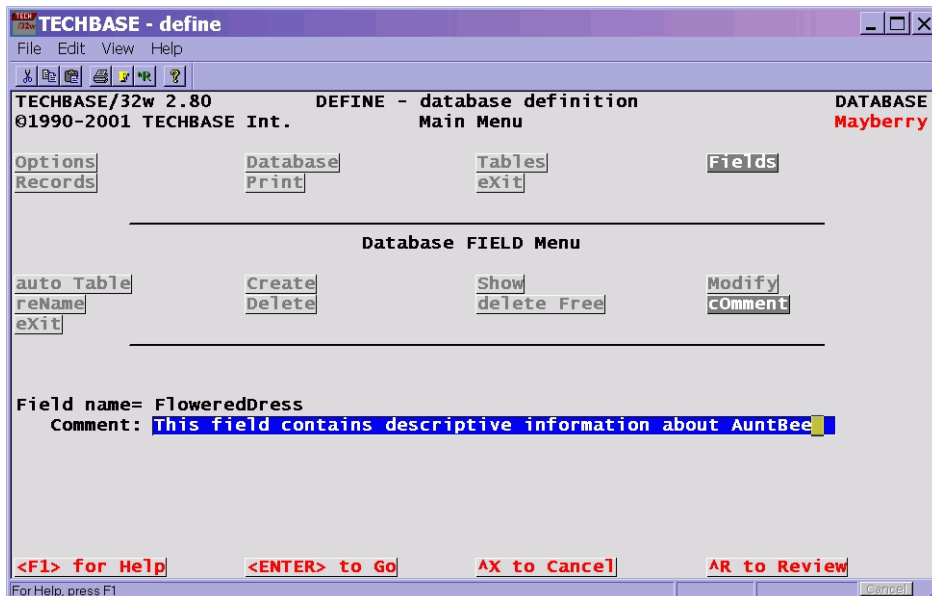 TECHBASE - define
File Edit View Help
TECHBASE/32w 2.80 DEFINE - database definition DATABASE
©1990-2001 TECHBASE Int. Main Menu Mayberry
Options Database Tables Fields
Records Print eXit
Database FIELD Menu
auto Table Create Show Modify
reName Delete delete Free cOmment
eXit
Field name= FloweredDress
Comment: This field contains descriptive information about AuntBee
<F1> for Help <ENTER> to Go ^X to Cancel ^R to Review
For Help, press F1 Cancel